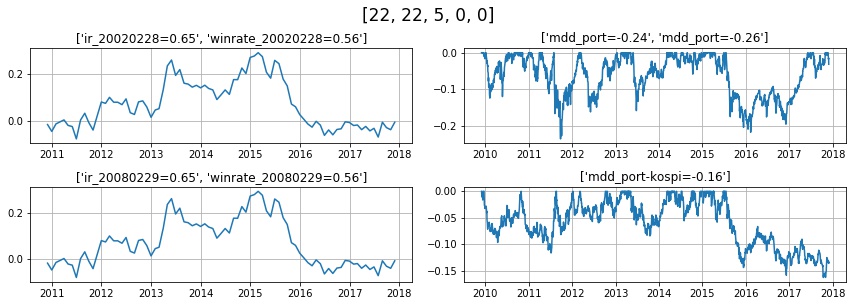 [22, 22, 5, 0, 0]
['ir_20020228=0.65', 'winrate_20020228=0.56']
0.2
0.0
2011 2012 2013 2014 2015 2016 2017 2018
['mdd_port=-0.24', 'mdd_port=-0.26']
0.0
−0.1
−0.2
2010 2011 2012 2013 2014 2015 2016 2017 2018
['ir_20080229=0.65', 'winrate_20080229=0.56']
0.2
0.0
2011 2012 2013 2014 2015 2016 2017 2018
['mdd_port-kospi=-0.16']
0.00
−0.05
−0.10
−0.15
2010 2011 2012 2013 2014 2015 2016 2017 2018